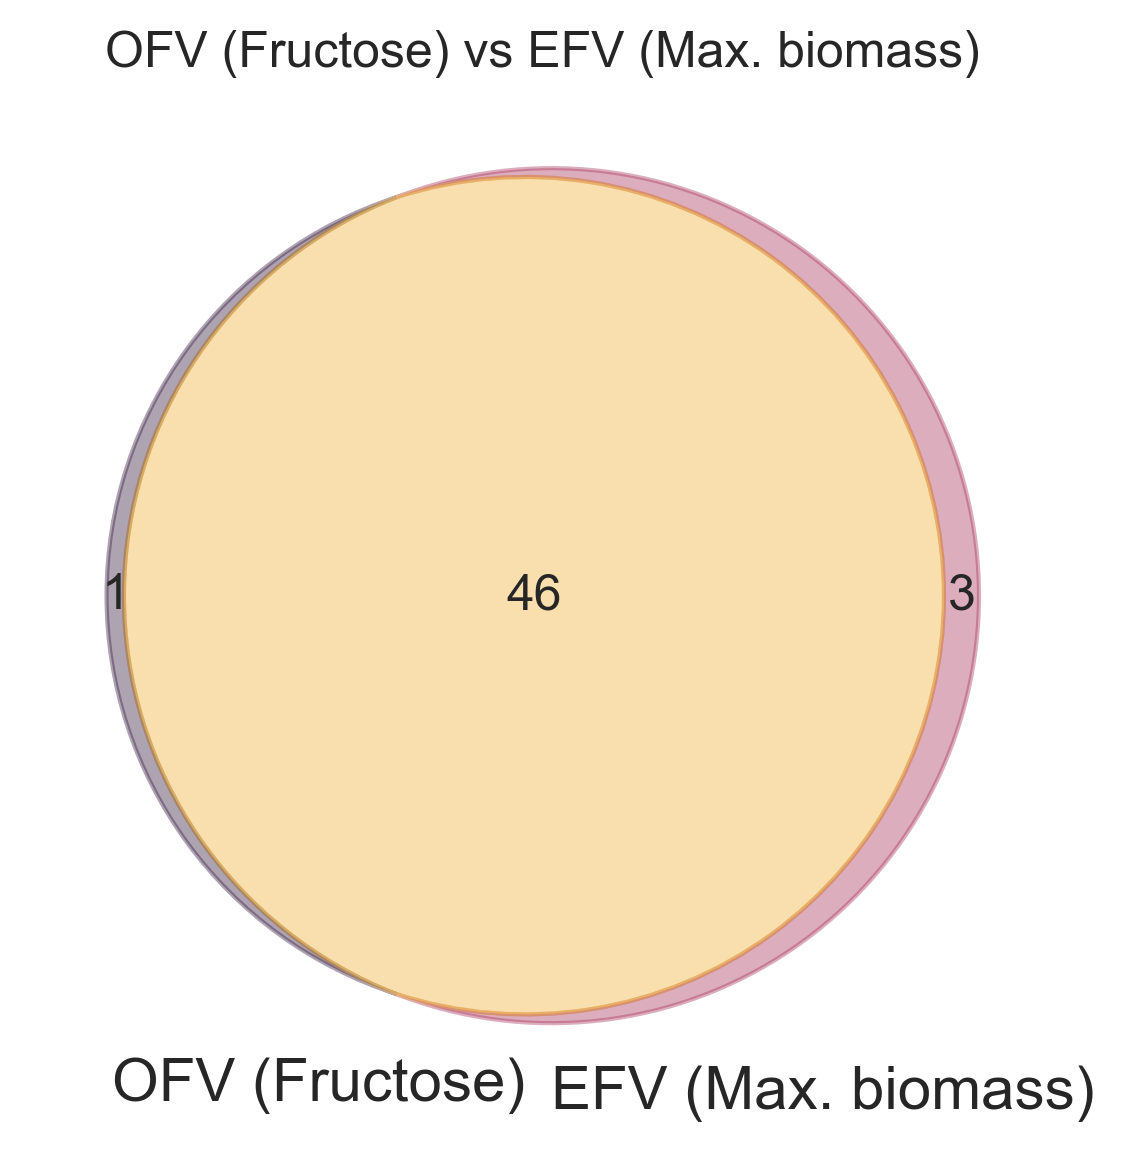 OFV (Fructose) vs EFV (Max. biomass)
1
46
3
OFV (Fructose)
EFV (Max. biomass)